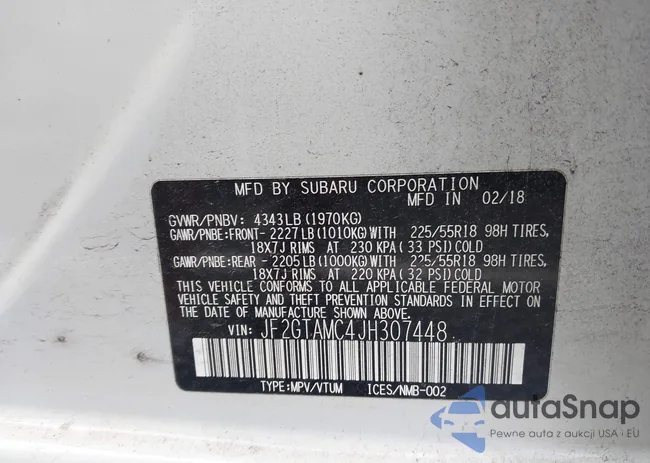 MFD BY SUBARU CORPORATION
MFD IN 02/18
GVWR/PNBV: 4343LB (1970KG)
GAWR/PNBE:FRONT- 2227LB (1010KG)WITH 225/55R18 98H TIRES,
18X7J RIMS AT 230 KPA ( 33 PSI) COLD
GAWR/PNBE:REAR - 2205LB (1000KG)WITH 225/55R18 98H TIRES,
18X7J RIMS AT 220 KPA ( 32 PSI) COLD
THIS VEHICLE CONFORMS TO ALL APPLICABLE FEDERAL MOTOR
VEHICLE SAFETY AND THEFT PREVENTION STANDARDS IN EFFECT ON
THE DATE OF MANUFACTURE SHOWN ABOVE.
VIN: JF2GTAMC4JH307448
TYPE:MPV/VTUM ICES/NMB-002
autaSnap
Pewne auta z aukcji USA i EU